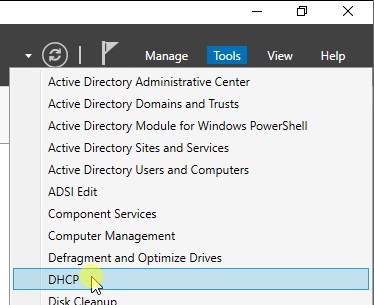 Manage Tools View Help
Active Directory Administrative Center
Active Directory Domains and Trusts
Active Directory Module for Windows PowerShell
Active Directory Sites and Services
Active Directory Users and Computers
ADSI Edit
Component Services
Computer Management
Defragment and Optimize Drives
DHCP
Disk Cleanup